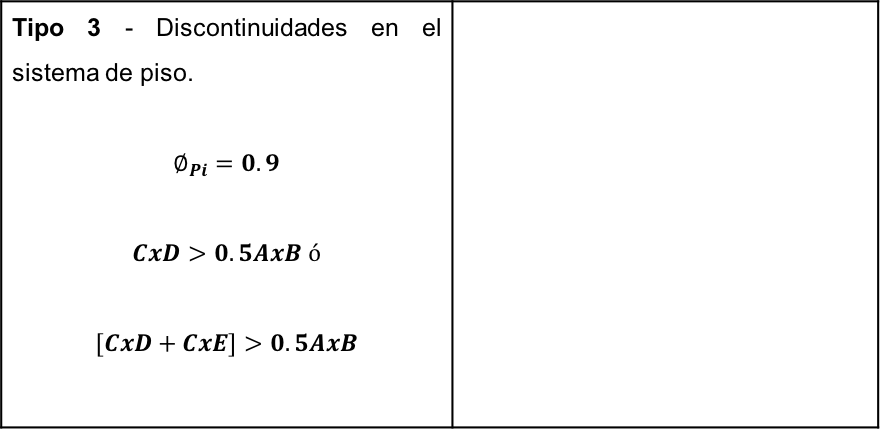 Tipo 3 - Discontinuidades en el
sistema de piso.
∅Pi = 0.9
CxD > 0.5AxB ó
[CxD + CxE] > 0.5AxB